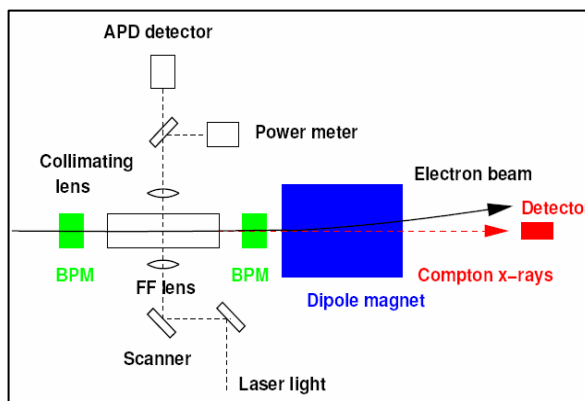 APD detector
Power meter
Collimating
lens
Electron beam
Detector
BPM
FF lens
BPM
Compton x-rays
Dipole magnet
Scanner
Laser light